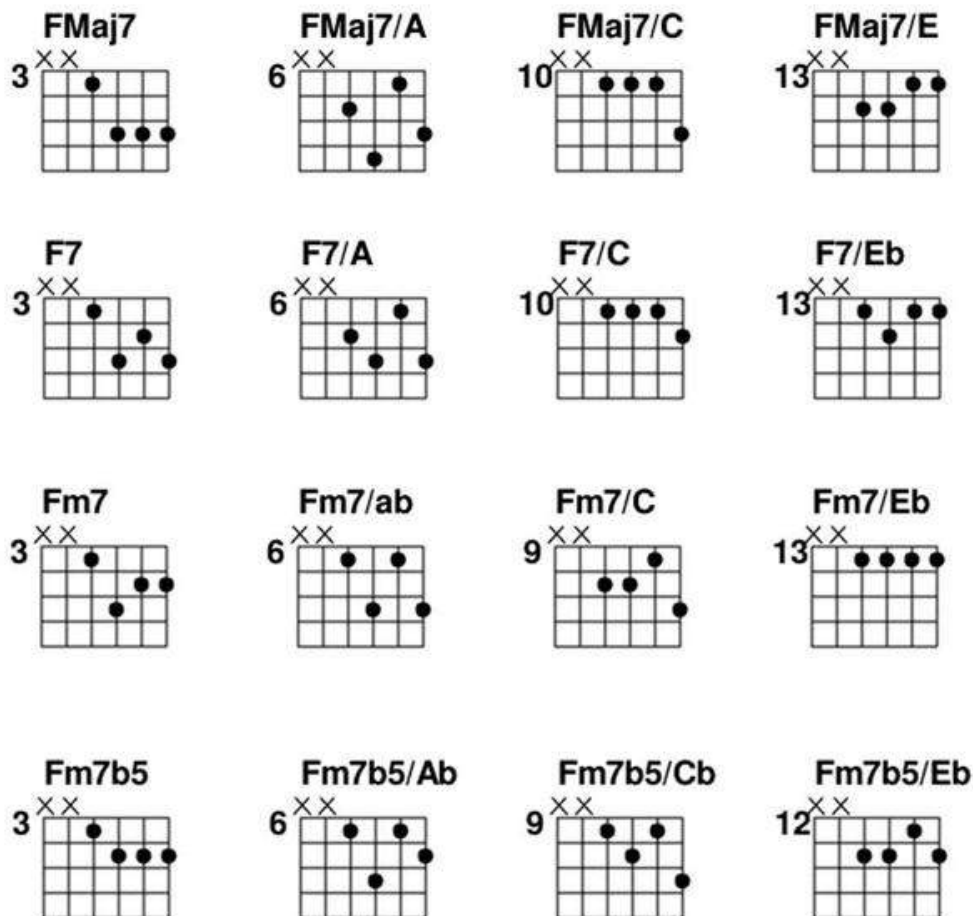 FMaj7 FMaj7/A FMaj7/C FMaj7/E
3 6 10 13
F7 F7/A F7/C F7/Eb
3 6 10 13
Fm7 Fm7/ab Fm7/C Fm7/Eb
3 6 9 13
Fm7b5 Fm7b5/Ab Fm7b5/Cb Fm7b5/Eb
3 6 9 12